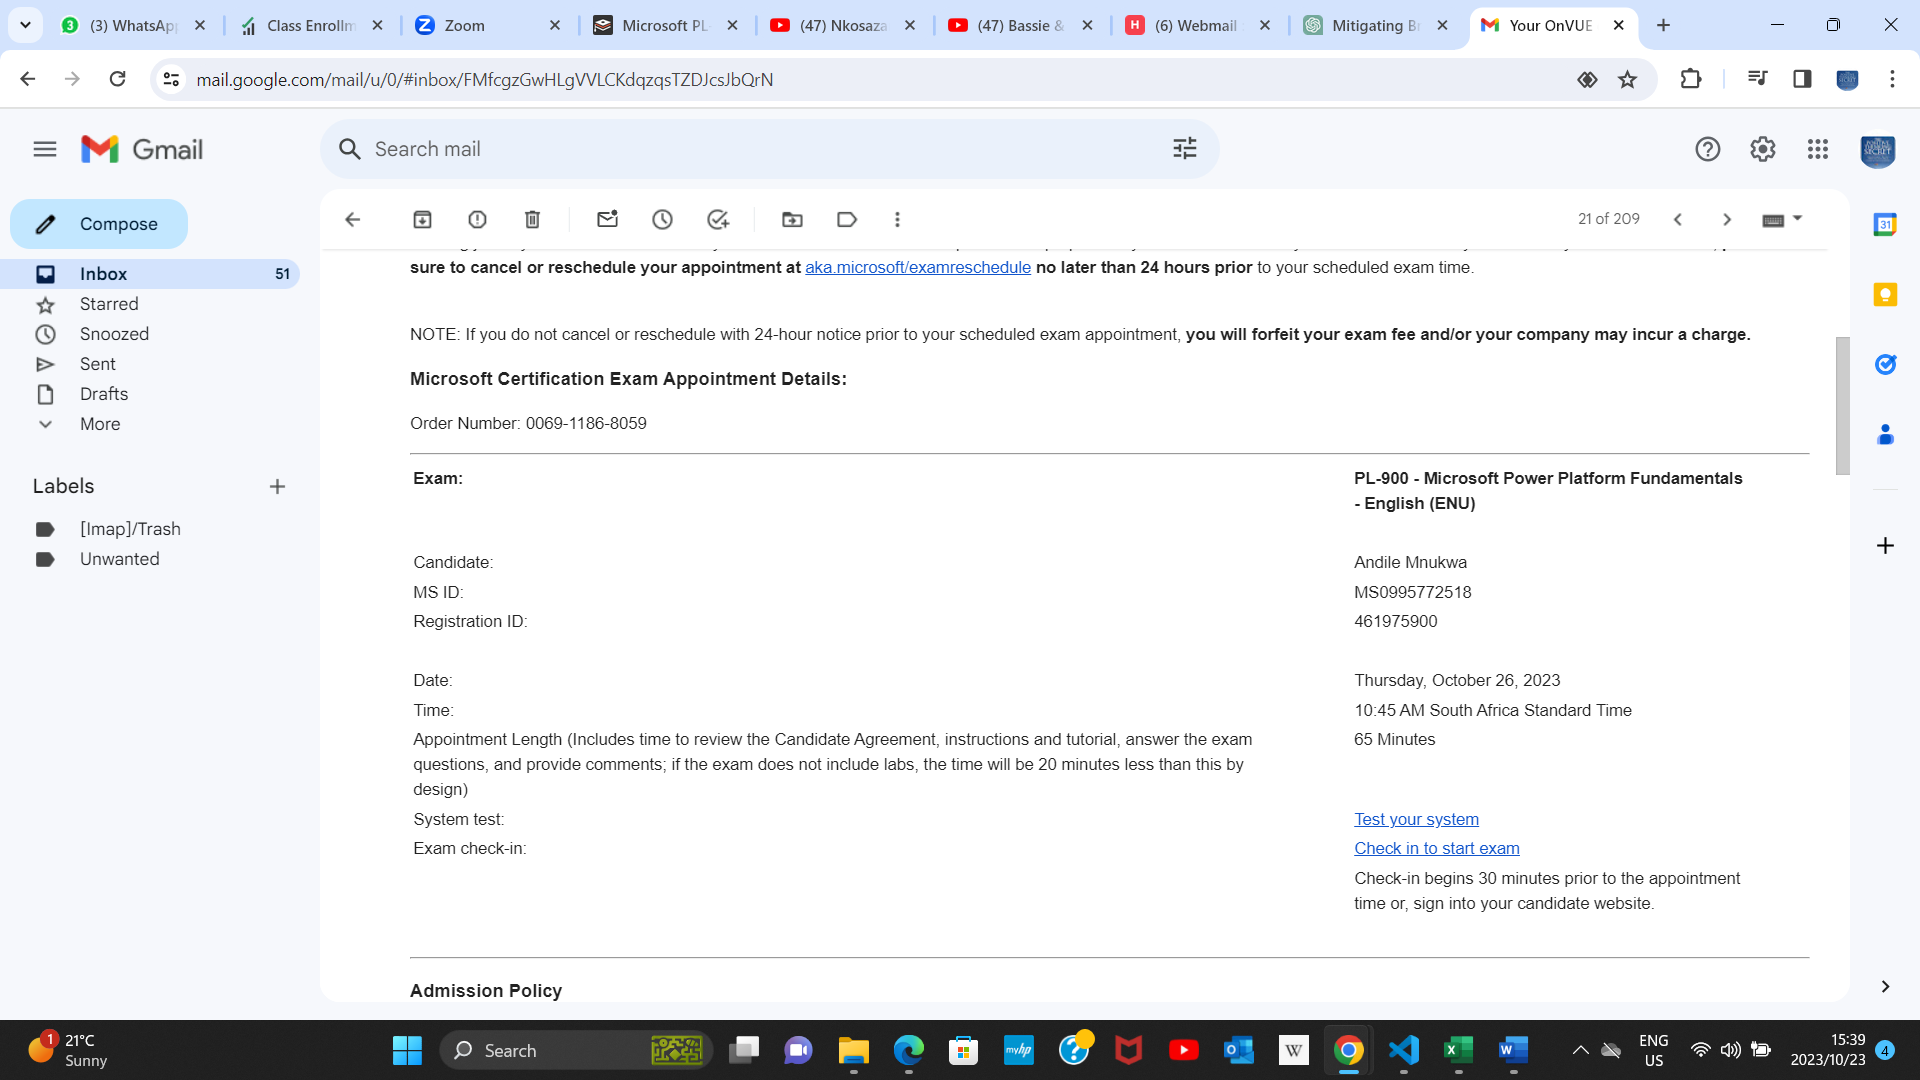 (3) WhatsApp
Class Enrollm
Zoom
Microsoft PL-
(47) Nkosaza
(47) Bassie &
(6) Webmail
Mitigating Br
Your OnVUE
mail.google.com/mail/u/0/#inbox/FMfcgzGwHLgVVLCKdqzqsTZDJcsJbQrN
Gmail
Search mail
Compose
21 of 209
Inbox 51
Starred
Snoozed
Sent
Drafts
More
Labels
[Imap]/Trash
Unwanted
sure to cancel or reschedule your appointment at aka.microsoft/examreschedule no later than 24 hours prior to your scheduled exam time.
NOTE: If you do not cancel or reschedule with 24-hour notice prior to your scheduled exam appointment, you will forfeit your exam fee and/or your company may incur a charge.
Microsoft Certification Exam Appointment Details:
Order Number: 0069-1186-8059
Exam: PL-900 - Microsoft Power Platform Fundamentals
- English (ENU)
Candidate: Andile Mnukwa
MS ID: MS0995772518
Registration ID: 461975900
Date: Thursday, October 26, 2023
Time: 10:45 AM South Africa Standard Time
Appointment Length (Includes time to review the Candidate Agreement, instructions and tutorial, answer the exam 65 Minutes
questions, and provide comments; if the exam does not include labs, the time will be 20 minutes less than this by
design)
System test: Test your system
Exam check-in: Check in to start exam
Check-in begins 30 minutes prior to the appointment
time or, sign into your candidate website.
Admission Policy
1
21°C
Sunny
Search
ENG
US
15:39
2023/10/23
4